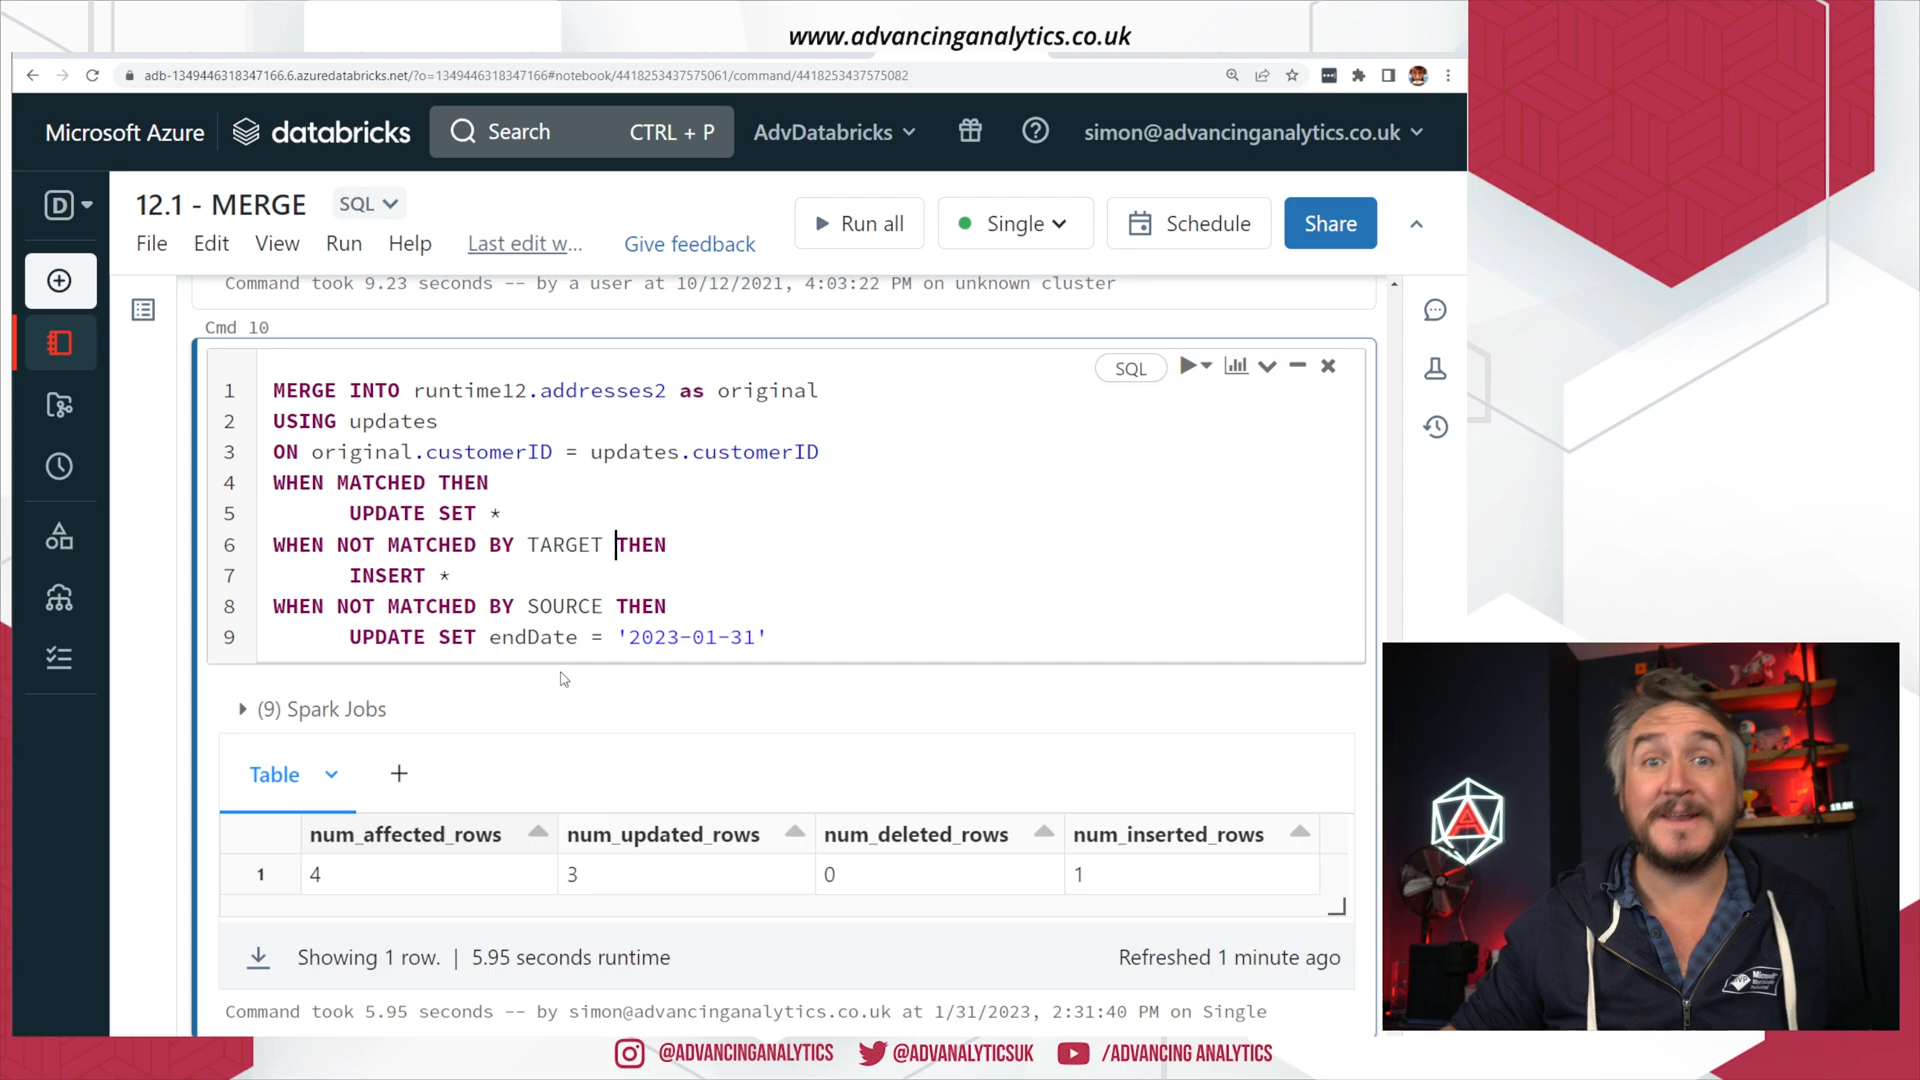 www.advancinganalytics.co.uk
adb-1349446318347166.6.azuredatabricks.net/?o=1349446318347166#notebook/4418253437575061/command/4418253437575082
Microsoft Azure databricks Search CTRL + P AdvDatabricks simon@advancinganalytics.co.uk
D
12.1 - MERGE SQL
Run all Single Schedule Share
File Edit View Run Help Last edit w... Give feedback
Command took 9.23 seconds -- by a user at 10/12/2021, 4:03:22 PM on unknown cluster
Cmd 10
SQL
1 MERGE INTO runtime12.addresses2 as original
2 USING updates
3 ON original.customerID = updates.customerID
4 WHEN MATCHED THEN
5 UPDATE SET *
6 WHEN NOT MATCHED BY TARGET THEN
7 INSERT *
8 WHEN NOT MATCHED BY SOURCE THEN
9 UPDATE SET endDate = '2023-01-31'
(9) Spark Jobs
Table +
num_affected_rows num_updated_rows num_deleted_rows num_inserted_rows
1 4 3 0 1
Showing 1 row. | 5.95 seconds runtime Refreshed 1 minute ago
Command took 5.95 seconds -- by simon@advancinganalytics.co.uk at 1/31/2023, 2:31:40 PM on Single
A
@ADVANCINGANALYTICS @ADVANALYTICSUK /ADVANCING ANALYTICS